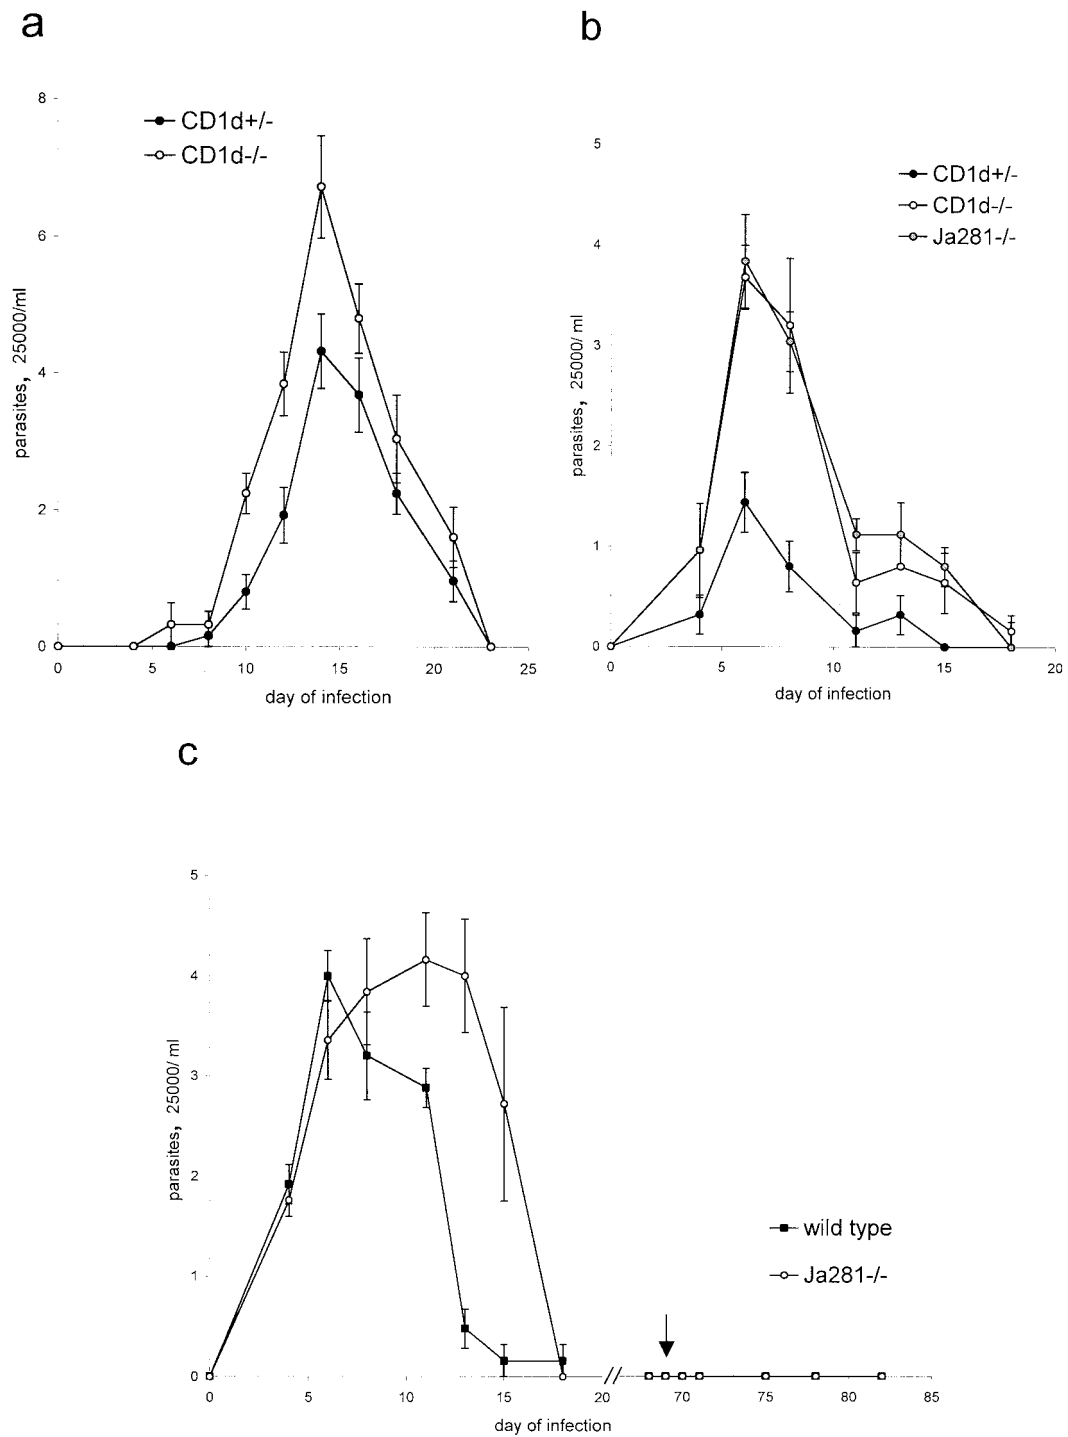 a
8
6
4
2
0
CD1d+/-
CD1d-/-
parasites, 25000/ml
0 5 10 15 20 25
day of infection
b
5
4
3
2
1
0
CD1d+/-
CD1d-/-
Ja281-/-
parasites, 25000/ ml
0 5 10 15 20
day of infection
c
5
4
3
2
1
0
parasites, 25000/ ml
wild type
Ja281-/-
0 5 10 15 20 // 70 75 80 85
day of infection